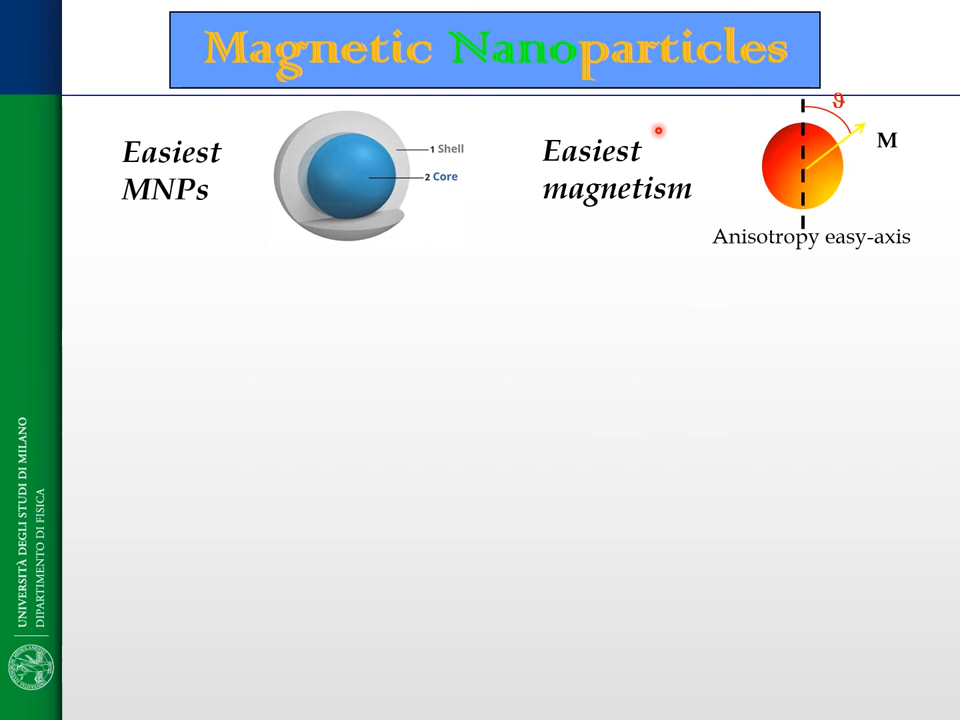 Magnetic Nanoparticles
Easiest
MNPs
1 Shell
2 Core
Easiest
magnetism
ϑ
M
Anisotropy easy-axis
UNIVERSITÀ DEGLI STUDI DI MILANO
DIPARTIMENTO DI FISICA